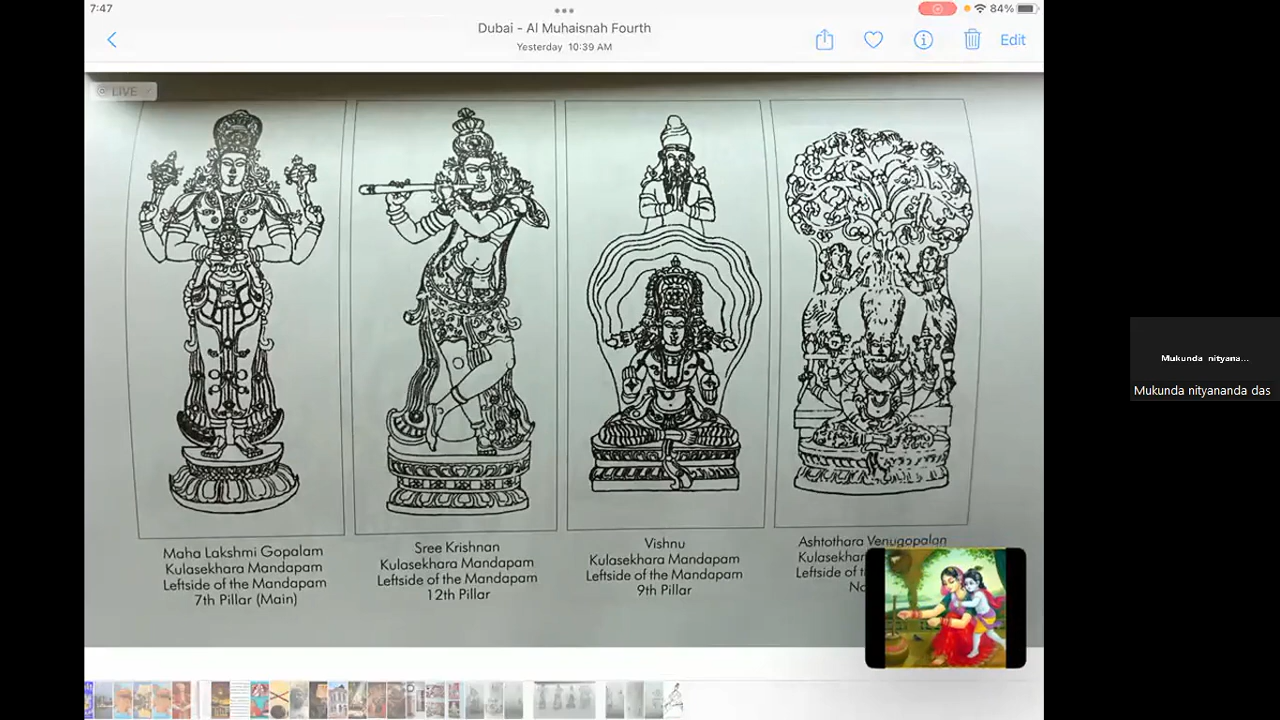 7:47
84%
Dubai - Al Muhaisnah Fourth
Yesterday 10:39 AM
Edit
LIVE
Maha Lakshmi Gopalam
Kulasekhara Mandapam
Leftside of the Mandapam
7th Pillar (Main)
Sree Krishnan
Kulasekhara Mandapam
Leftside of the Mandapam
12th Pillar
Vishnu
Kulasekhara Mandapam
Leftside of the Mandapam
9th Pillar
Ashtothara Venugopalan
Leftside of
Mukunda nityana...
Mukunda nityananda das